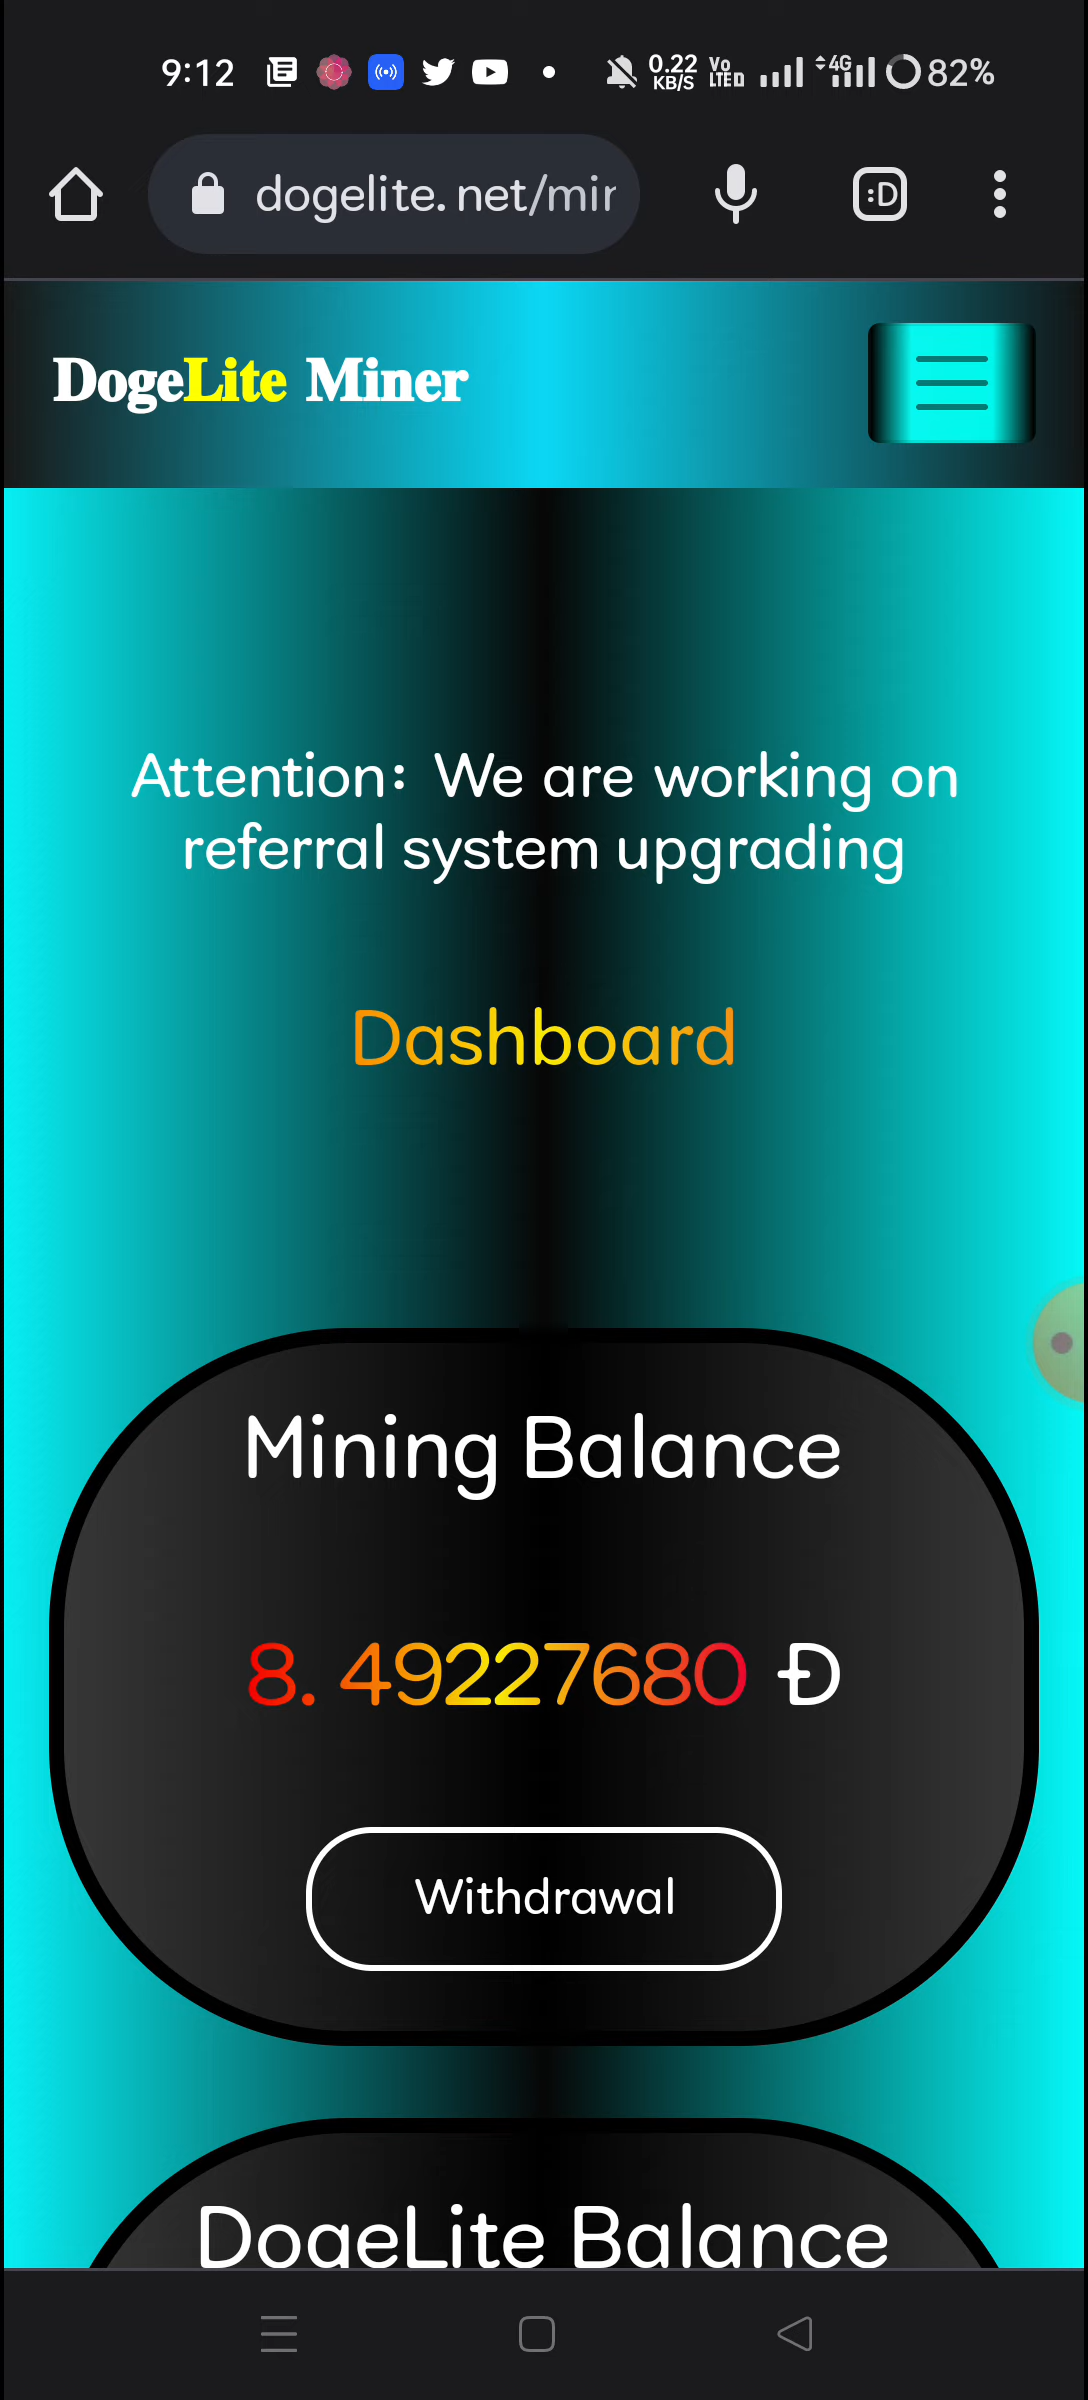 9:12
0.22 KB/S Vo LTED 4G 82%
dogelite.net/mir
:D
DogeLite Miner
Attention: We are working on
referral system upgrading
Dashboard
Mining Balance
8.49227680 Đ
Withdrawal
DogeLite Balance